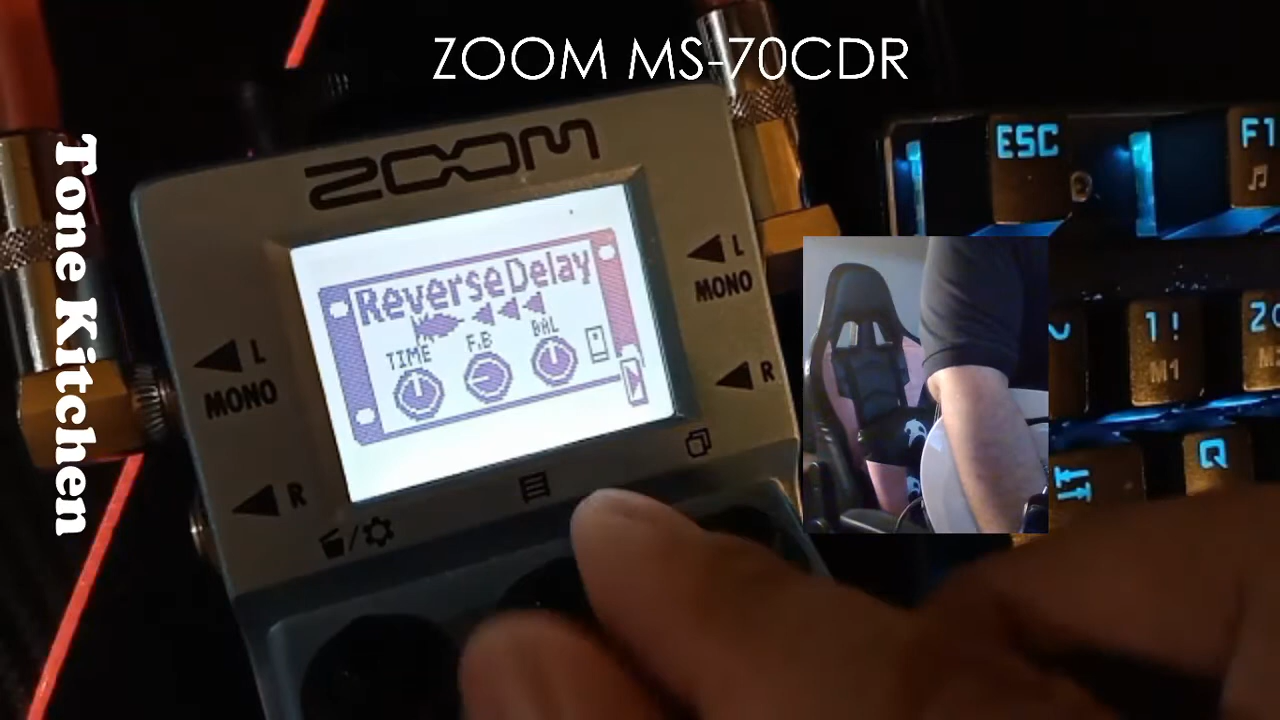 ZOOM MS-70CDR
Tone Kitchen
ZOOM
ReverseDelay
TIME F.B BAL
L
MONO
R
L
MONO
R
ESC
F1
1!
M1
Q